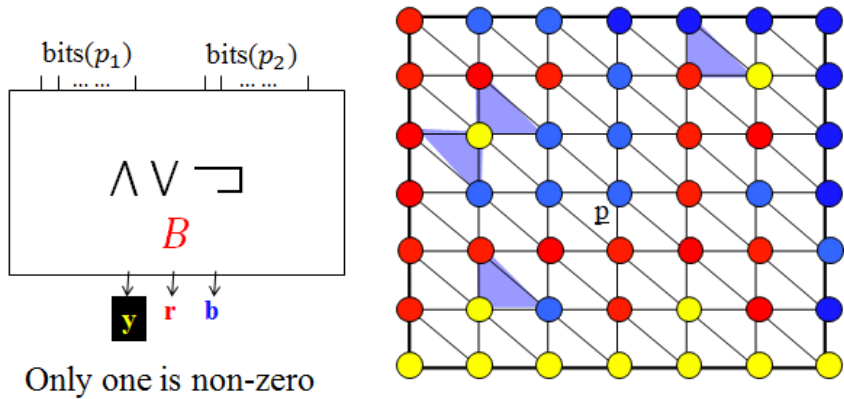 bits(p₁) bits(p₂)
... ... ... ...
∧ ∨ ¬
B
y r b
Only one is non-zero
p